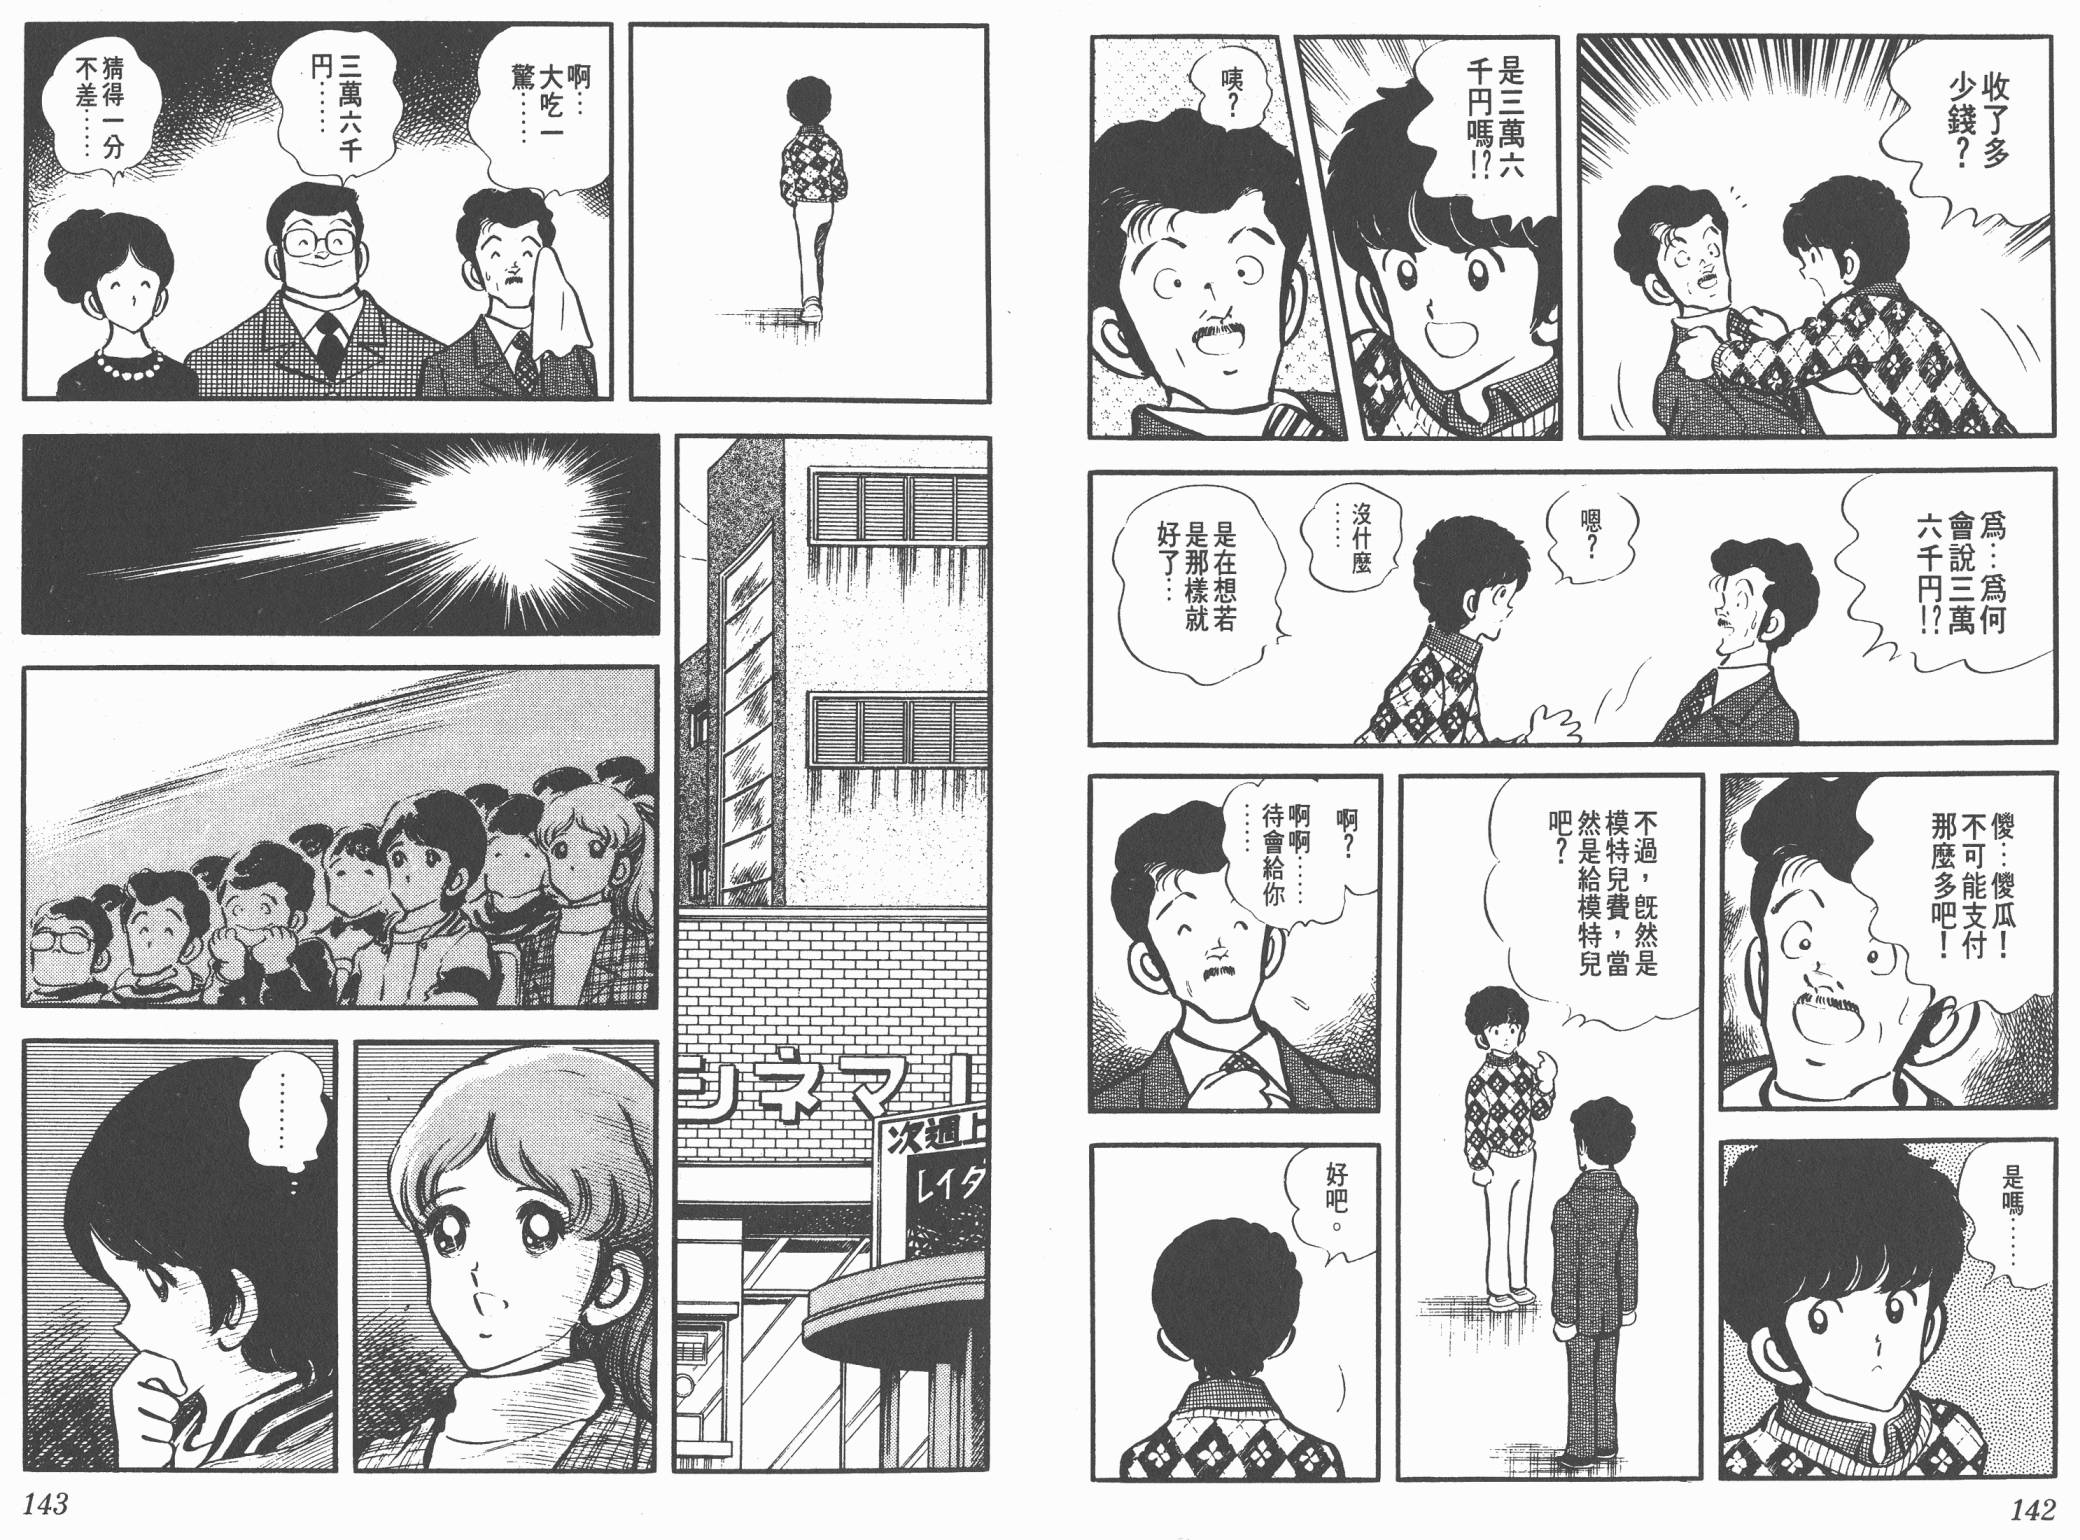 收了多
少錢？
是三萬六
千円嗎!?
咦？
爲…爲何
會說三萬
六千円!?
嗯？
沒什麼
……
是在想若
是那樣就
好了…
傻…傻瓜！
不可能支付
那麼多吧！
是嗎……
不過，旣然是
模特兒費，當
然是給模特兒
吧？
啊？
啊啊……
待會給你
……
好吧。
142
啊…
大吃一
驚……
三萬六千
円……
猜得一分
不差……
シネマ
次週上
レイダ
………
143